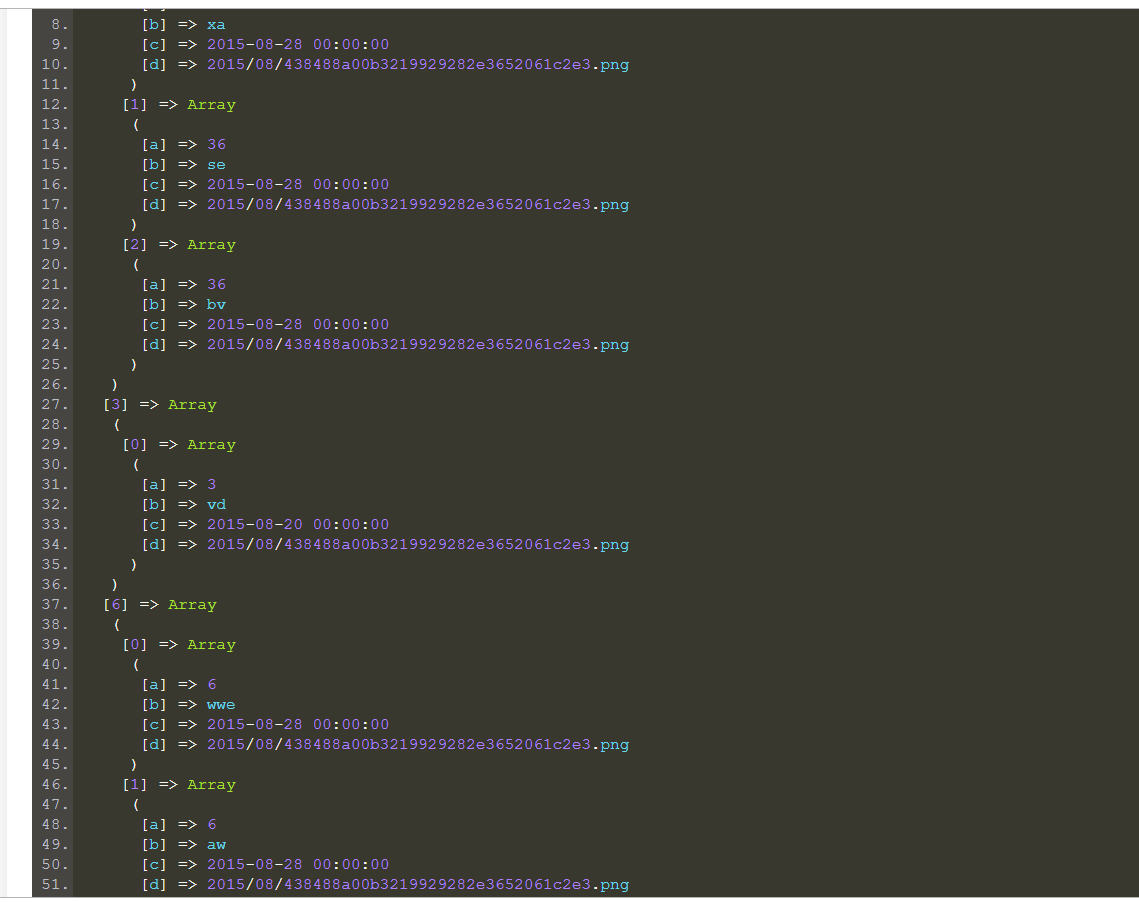 8. [b] => xa
9. [c] => 2015-08-28 00:00:00
10. [d] => 2015/08/438488a00b3219929282e3652061c2e3.png
11. )
12. [1] => Array
13. (
14. [a] => 36
15. [b] => se
16. [c] => 2015-08-28 00:00:00
17. [d] => 2015/08/438488a00b3219929282e3652061c2e3.png
18. )
19. [2] => Array
20. (
21. [a] => 36
22. [b] => bv
23. [c] => 2015-08-28 00:00:00
24. [d] => 2015/08/438488a00b3219929282e3652061c2e3.png
25. )
26. )
27. [3] => Array
28. (
29. [0] => Array
30. (
31. [a] => 3
32. [b] => vd
33. [c] => 2015-08-20 00:00:00
34. [d] => 2015/08/438488a00b3219929282e3652061c2e3.png
35. )
36. )
37. [6] => Array
38. (
39. [0] => Array
40. (
41. [a] => 6
42. [b] => wwe
43. [c] => 2015-08-28 00:00:00
44. [d] => 2015/08/438488a00b3219929282e3652061c2e3.png
45. )
46. [1] => Array
47. (
48. [a] => 6
49. [b] => aw
50. [c] => 2015-08-28 00:00:00
51. [d] => 2015/08/438488a00b3219929282e3652061c2e3.png